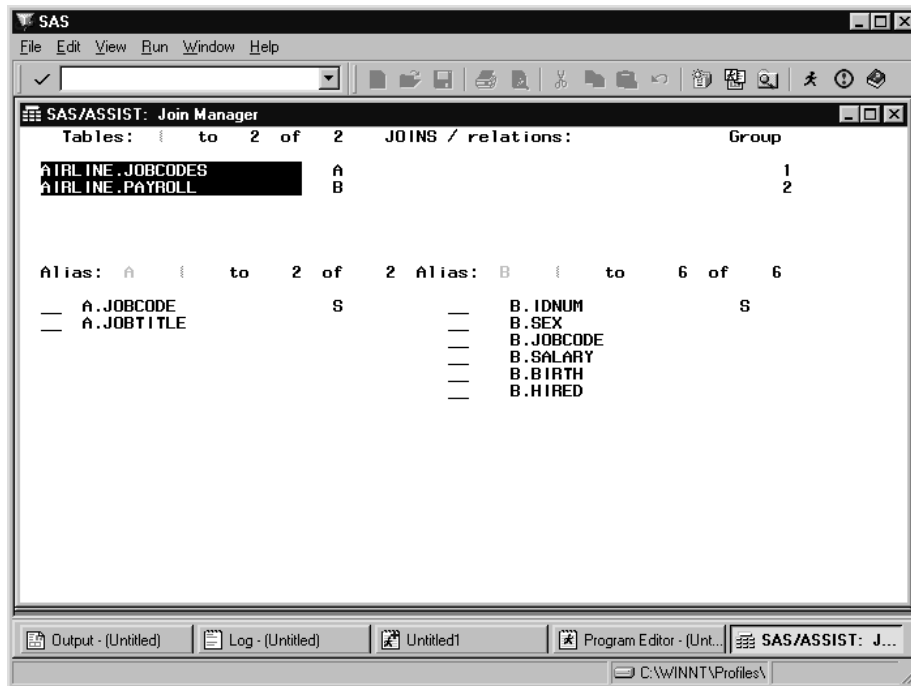 SAS
File Edit View Run Window Help
SAS/ASSIST: Join Manager
Tables: to 2 of 2 JOINS / relations: Group
AIRLINE.JOBCODES A 1
AIRLINE.PAYROLL B 2
Alias: A to 2 of 2 Alias: B to 6 of 6
A.JOBCODE S B.IDNUM S
A.JOBTITLE B.SEX
B.JOBCODE
B.SALARY
B.BIRTH
B.HIRED
Output - (Untitled) Log - (Untitled) Untitled1 Program Editor - (Unt... SAS/ASSIST: J...
C:\WINNT\Profiles\